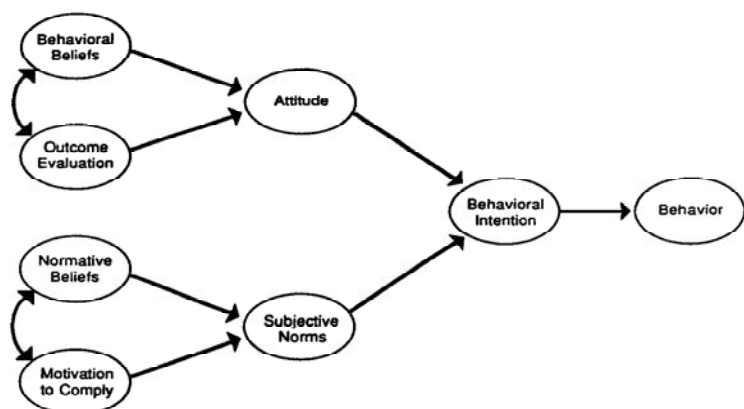 Behavioral
Beliefs
Attitude
Outcome
Evaluation
Behavioral
Intention
Behavior
Normative
Beliefs
Subjective
Norms
Motivation
to Comply